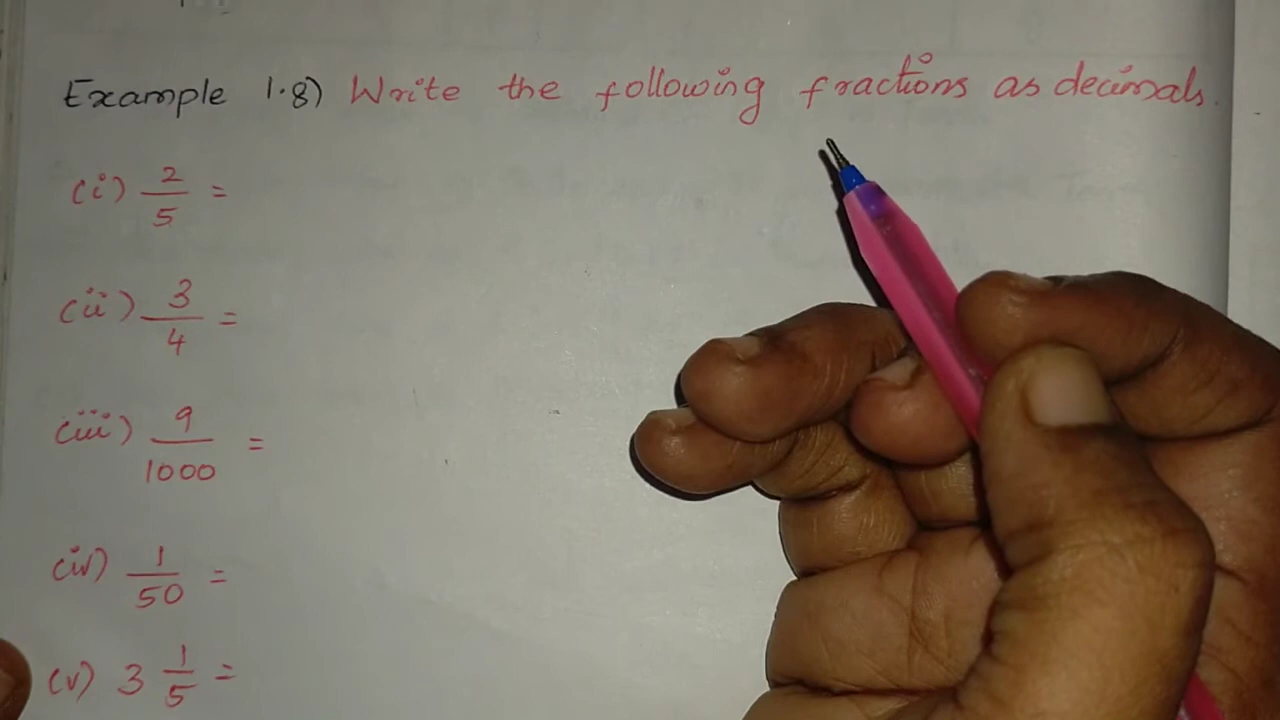 Example 1.8) Write the following fractions as decimals.
(i) 2/5 =
(ii) 3/4 =
(iii) 9/1000 =
(iv) 1/50 =
(v) 3 1/5 =